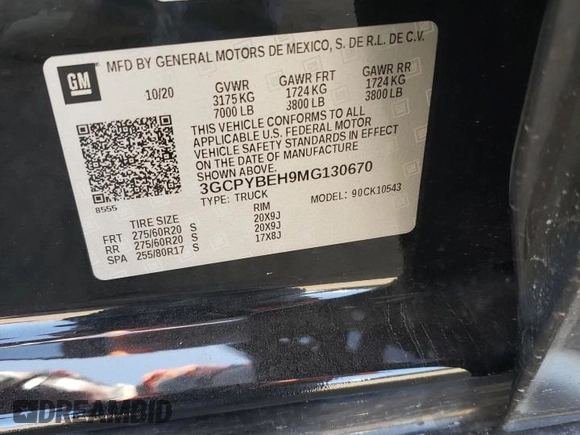 GM
MFD BY GENERAL MOTORS DE MEXICO, S. DE R.L. DE C.V.
10/20 GVWR GAWR FRT GAWR RR
3175 KG 1724 KG 1724 KG
7000 LB 3800 LB 3800 LB
THIS VEHICLE CONFORMS TO ALL
APPLICABLE U.S. FEDERAL MOTOR
VEHICLE SAFETY STANDARDS IN EFFECT
ON THE DATE OF MANUFACTURE
SHOWN ABOVE.
3GCPYBEH9MG130670
8555
TYPE: TRUCK MODEL: 90CK10543
TIRE SIZE RIM
FRT 275/60R20 S 20X9J
RR 275/60R20 S 20X9J
SPA 255/80R17 S 17X8J
DREAMBID